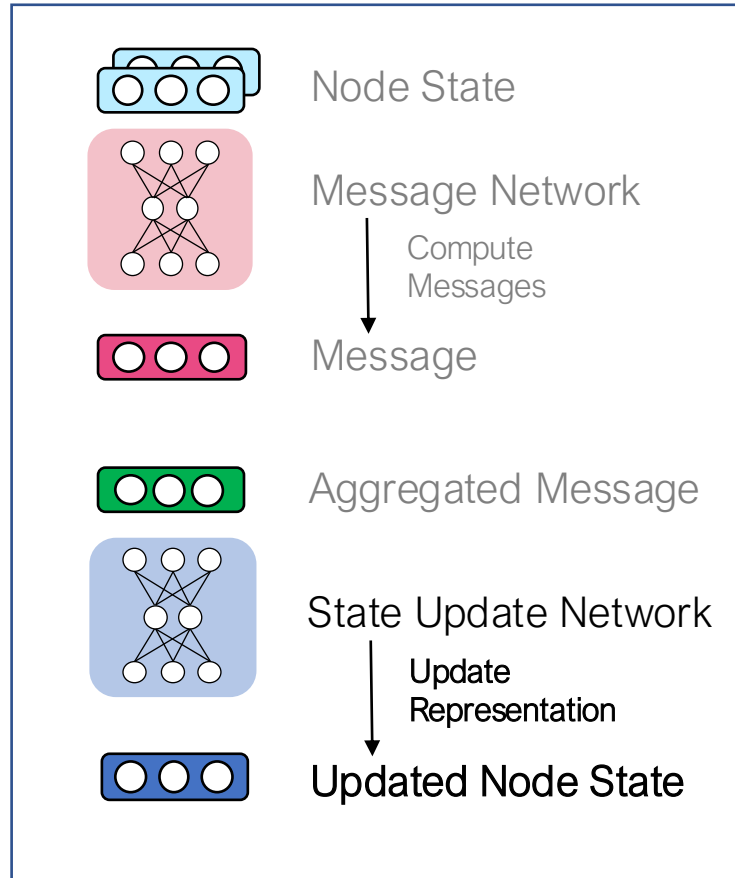 Node State
Message Network
Compute
Messages
Message
Aggregated Message
State Update Network
Update
Representation
Updated Node State